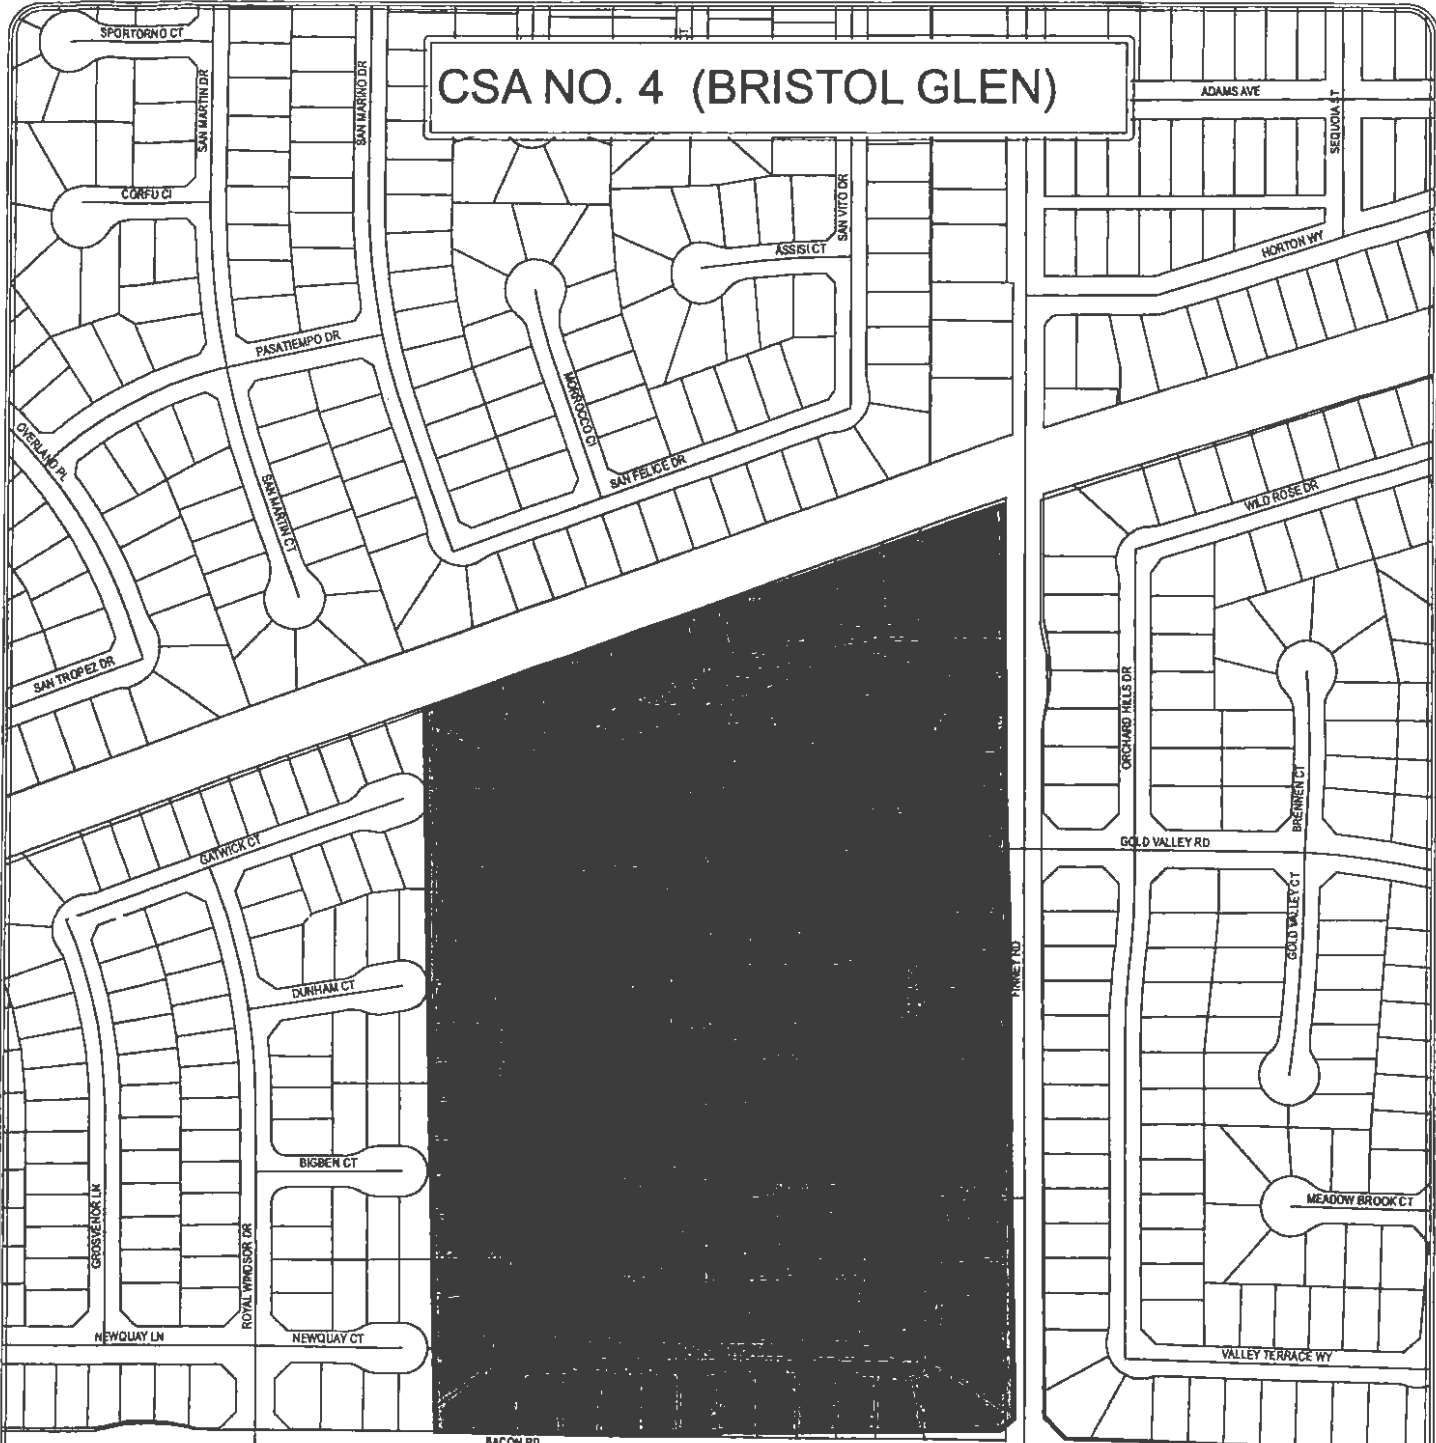 SPORTORNO CT
SAN MARTIN DR
SAN MARINO DR
CSA NO. 4 (BRISTOL GLEN)
ADAMS AVE
SEQUOIA ST
CORFU CT
SAN VITO DR
ASSISI CT
HORTON WY
PASATIEMPO DR
MORROCO CT
OVERLAND PL
SAN MARTIN CT
SAN FELICE DR
WILD ROSE DR
SAN TROPEZ DR
ORCHARD HILLS DR
BRENNEN CT
GATWICK CT
GOLD VALLEY RD
GOLD VALLEY CT
FINNEY RD
DUNHAM CT
BIGBEN CT
GROSVENOR LN
ROYAL WINDSOR DR
MEADOW BROOK CT
NEWQUAY LN
NEWQUAY CT
VALLEY TERRACE WY
BACON RD